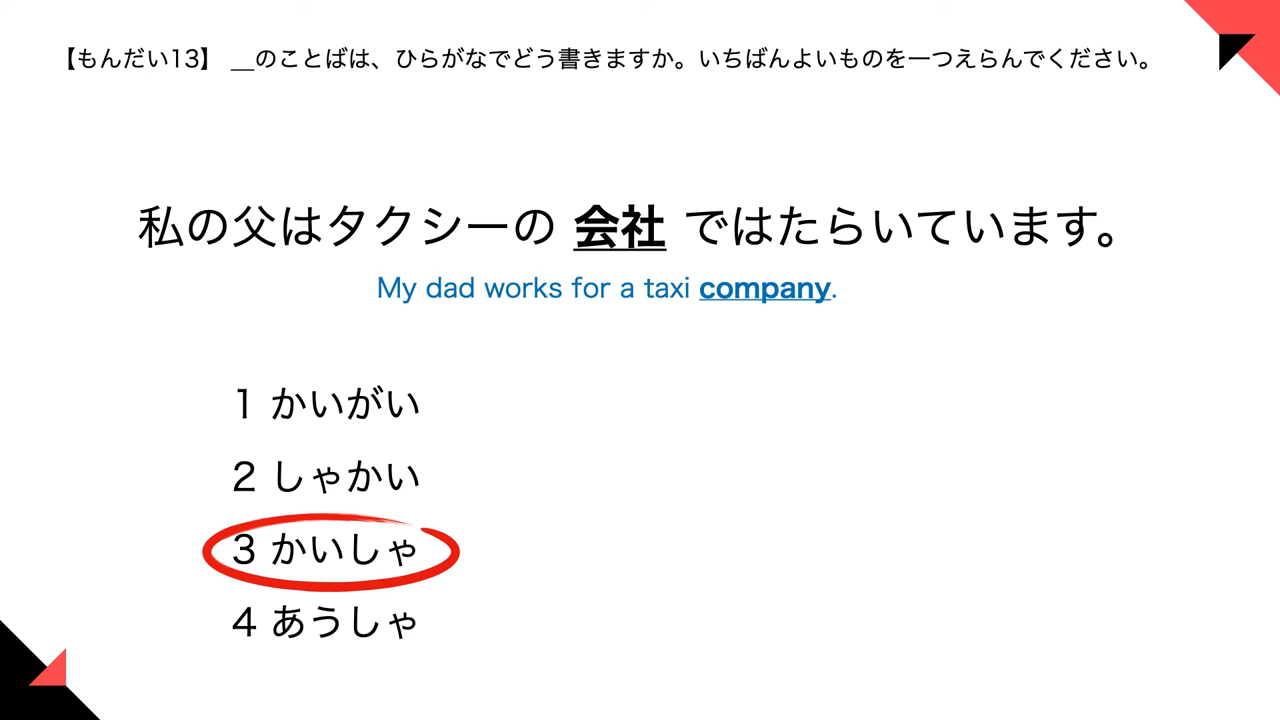 【もんだい13】 __のことばは、ひらがなでどう書きますか。いちばんよいものを一つえらんでください。
私の父はタクシーの 会社 ではたらいています。
My dad works for a taxi company.
1 かいがい
2 しゃかい
3 かいしゃ
4 あうしゃ